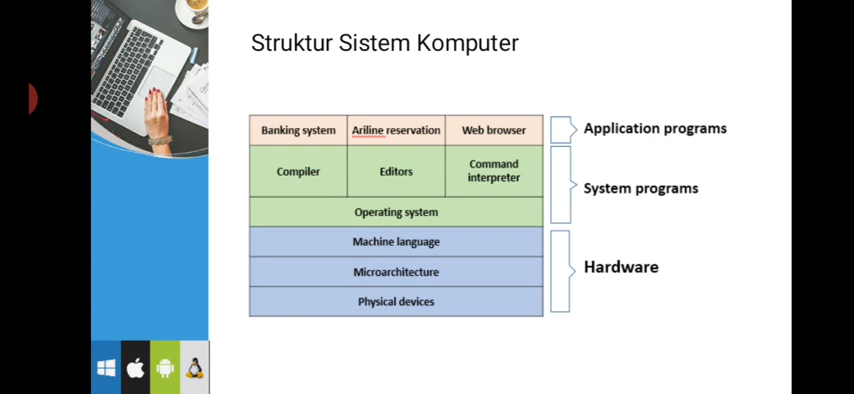 Struktur Sistem Komputer
Banking system
Ariline reservation
Web browser
Application programs
Compiler
Editors
Command
interpreter
System programs
Operating system
Machine language
Hardware
Microarchitecture
Physical devices